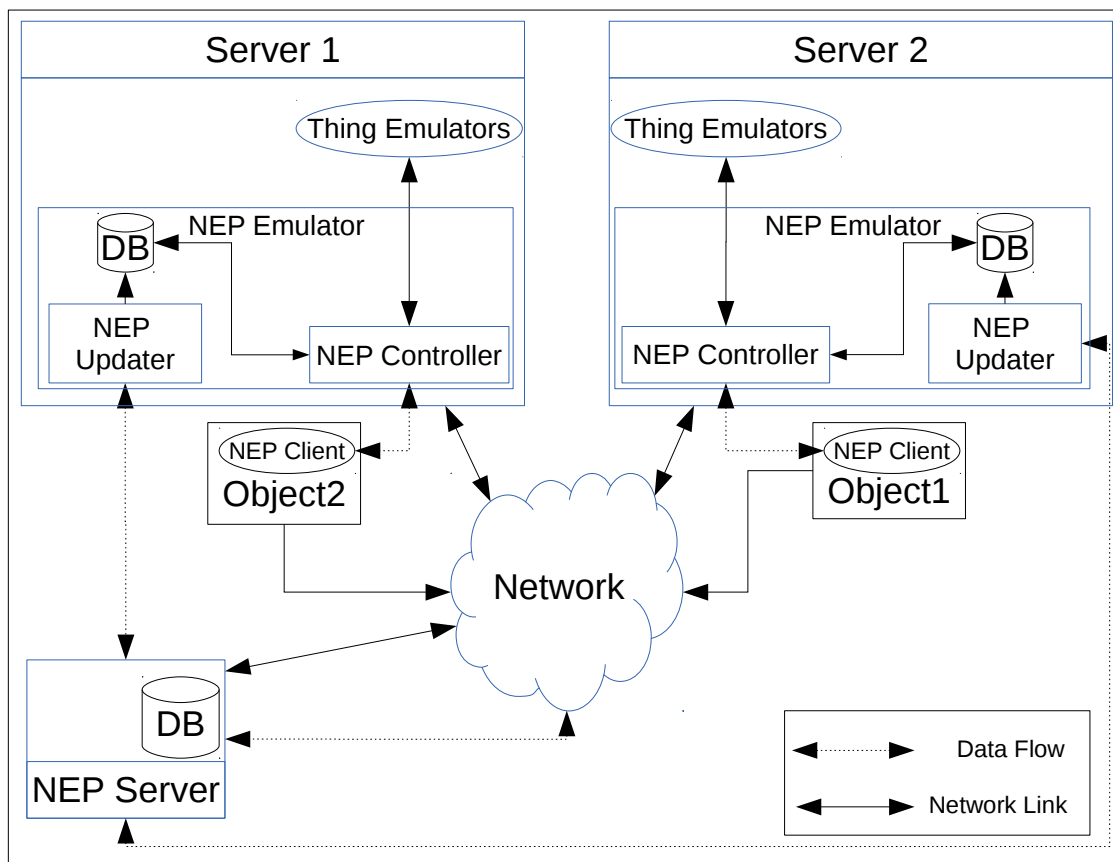 Server 1
Server 2
Thing Emulators
Thing Emulators
NEP Emulator
DB
NEP
Updater
NEP Controller
NEP Emulator
DB
NEP Controller
NEP
Updater
NEP Client
Object2
NEP Client
Object1
Network
DB
NEP Server
Data Flow
Network Link